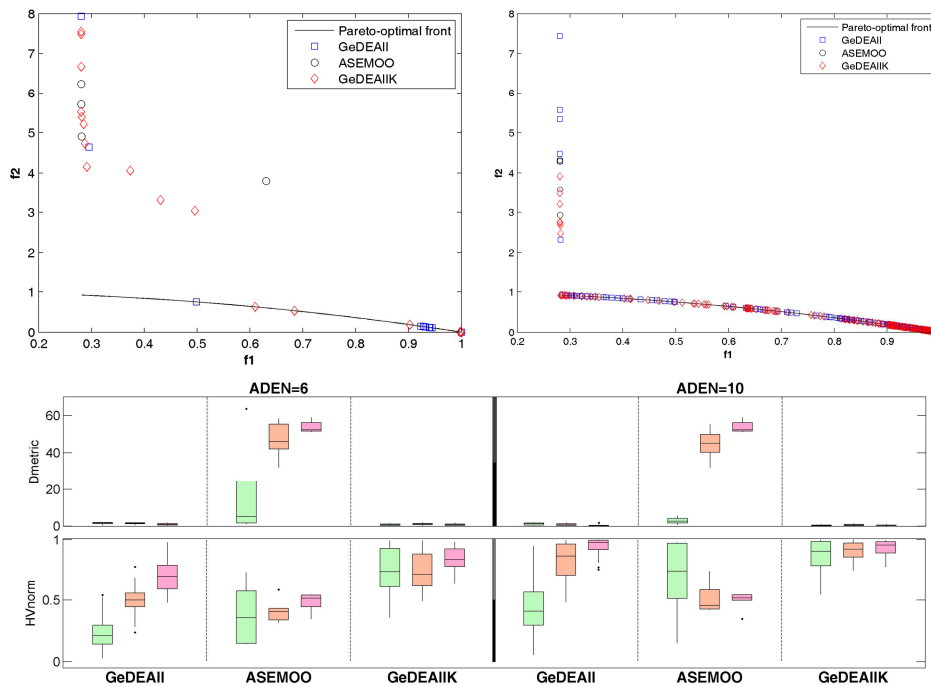 8
7
6
5
4
3
2
1
0
f2
0.2
0.3
0.4
0.5
0.6
0.7
0.8
0.9
1
f1
Pareto-optimal front
GeDEAII
ASEMOO
GeDEAIIK
8
7
6
5
4
3
2
1
0
f2
0.2
0.3
0.4
0.5
0.6
0.7
0.8
0.9
f1
Pareto-optimal front
GeDEAII
ASEMOO
GeDEAIIK
ADEN=6
ADEN=10
Dmetric
60
40
20
0
HVnorm
1
0.5
0
GeDEAII
ASEMOO
GeDEAIIK
GeDEAII
ASEMOO
GeDEAIIK